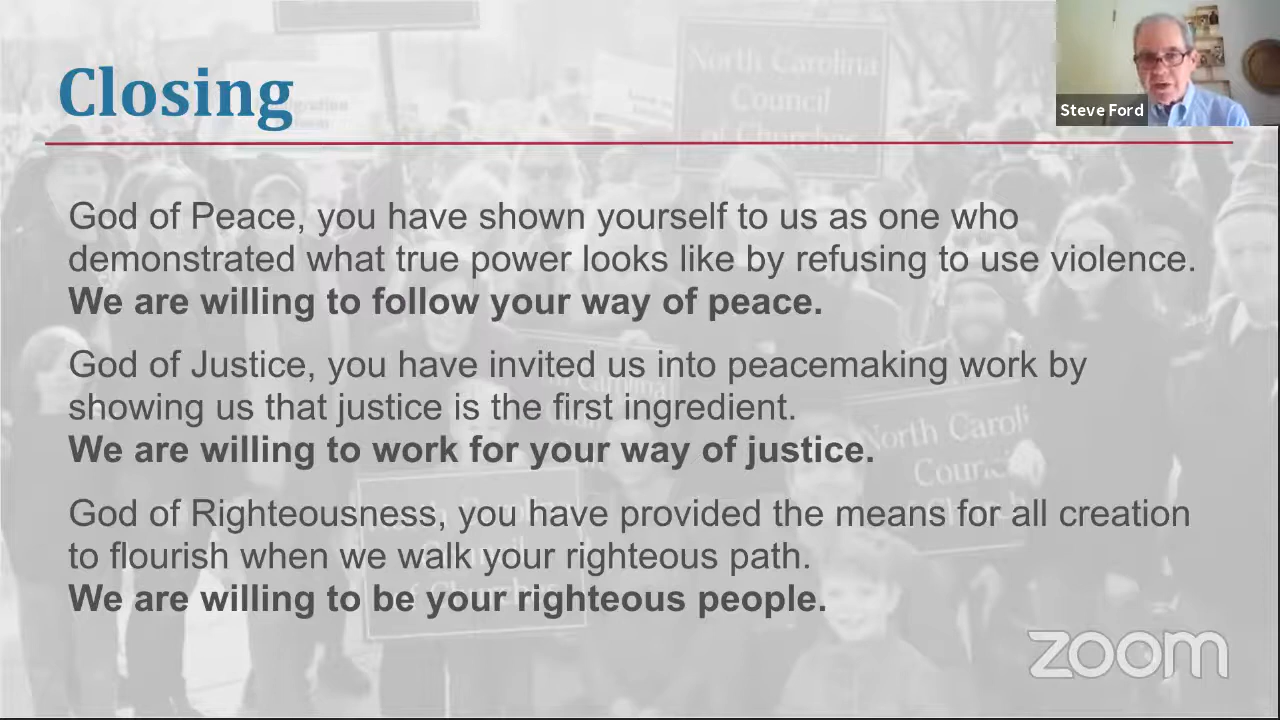 Closing
Steve Ford
North Carolina
Council
of Churches
God of Peace, you have shown yourself to us as one who
demonstrated what true power looks like by refusing to use violence.
We are willing to follow your way of peace.
God of Justice, you have invited us into peacemaking work by
showing us that justice is the first ingredient.
We are willing to work for your way of justice.
North Caroli
Counci
God of Righteousness, you have provided the means for all creation
to flourish when we walk your righteous path.
We are willing to be your righteous people.
zoom